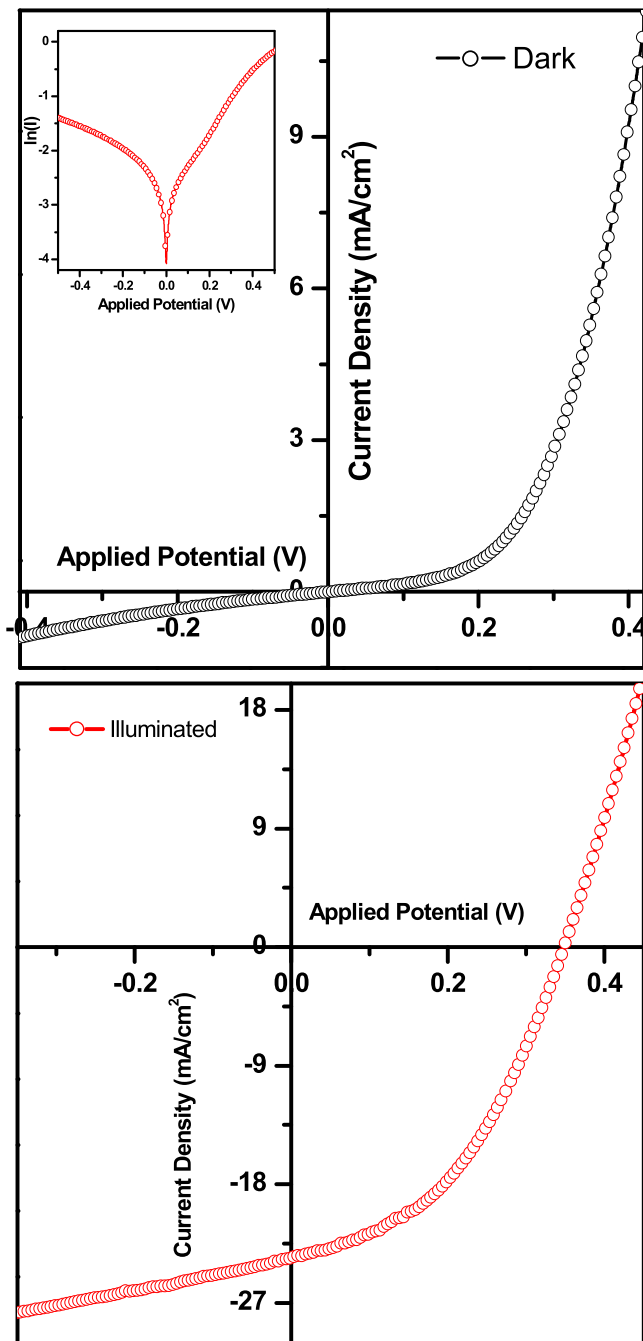 0
-1
-2
-3
-4
ln(I)
-0.4 -0.2 0.0 0.2 0.4
Applied Potential (V)
Dark
Current Density (mA/cm²)
9
6
3
0
Applied Potential (V)
-0.4 -0.2 0.0 0.2 0.4
Illuminated
18
9
0
-9
-18
-27
Applied Potential (V)
-0.2 0.0 0.2 0.4
Current Density (mA/cm²)